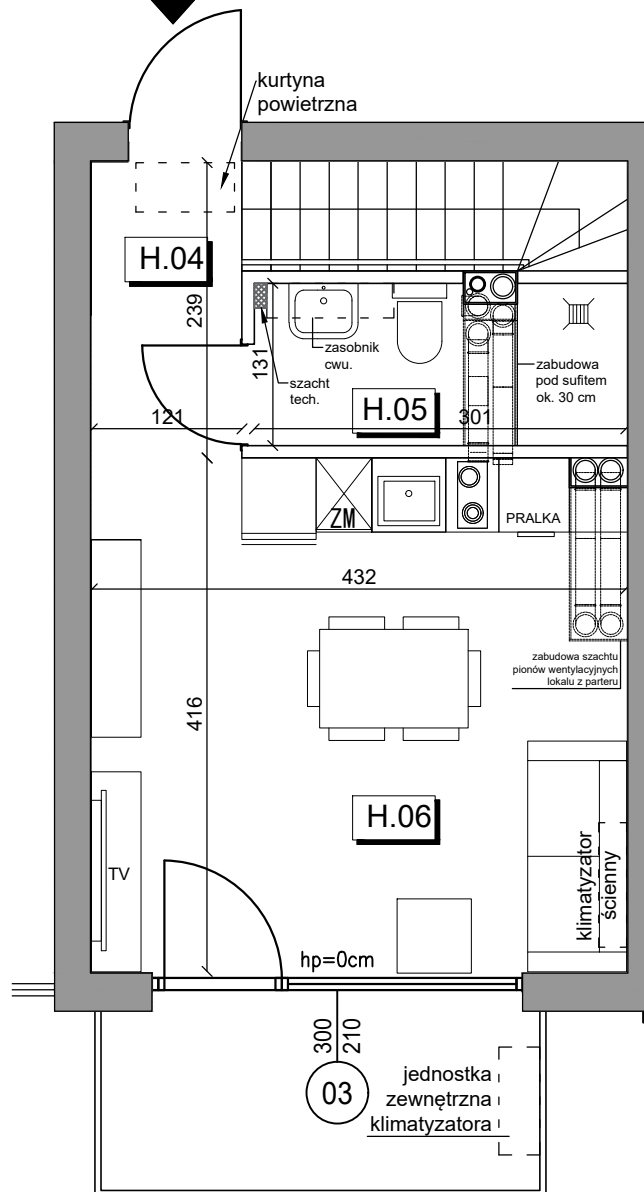 kurtyna
powietrzna
H.04
239
zasobnik
cwu.
131
szacht
tech.
zabudowa
pod sufitem
ok. 30 cm
H.05
121
301
ZM
PRALKA
432
zabudowa szachtu
pionów wentylacyjnych
lokalu z parteru
416
H.06
TV
klimatyzator
ścienny
hp=0cm
300
210
03
jednostka
zewnętrzna
klimatyzatora